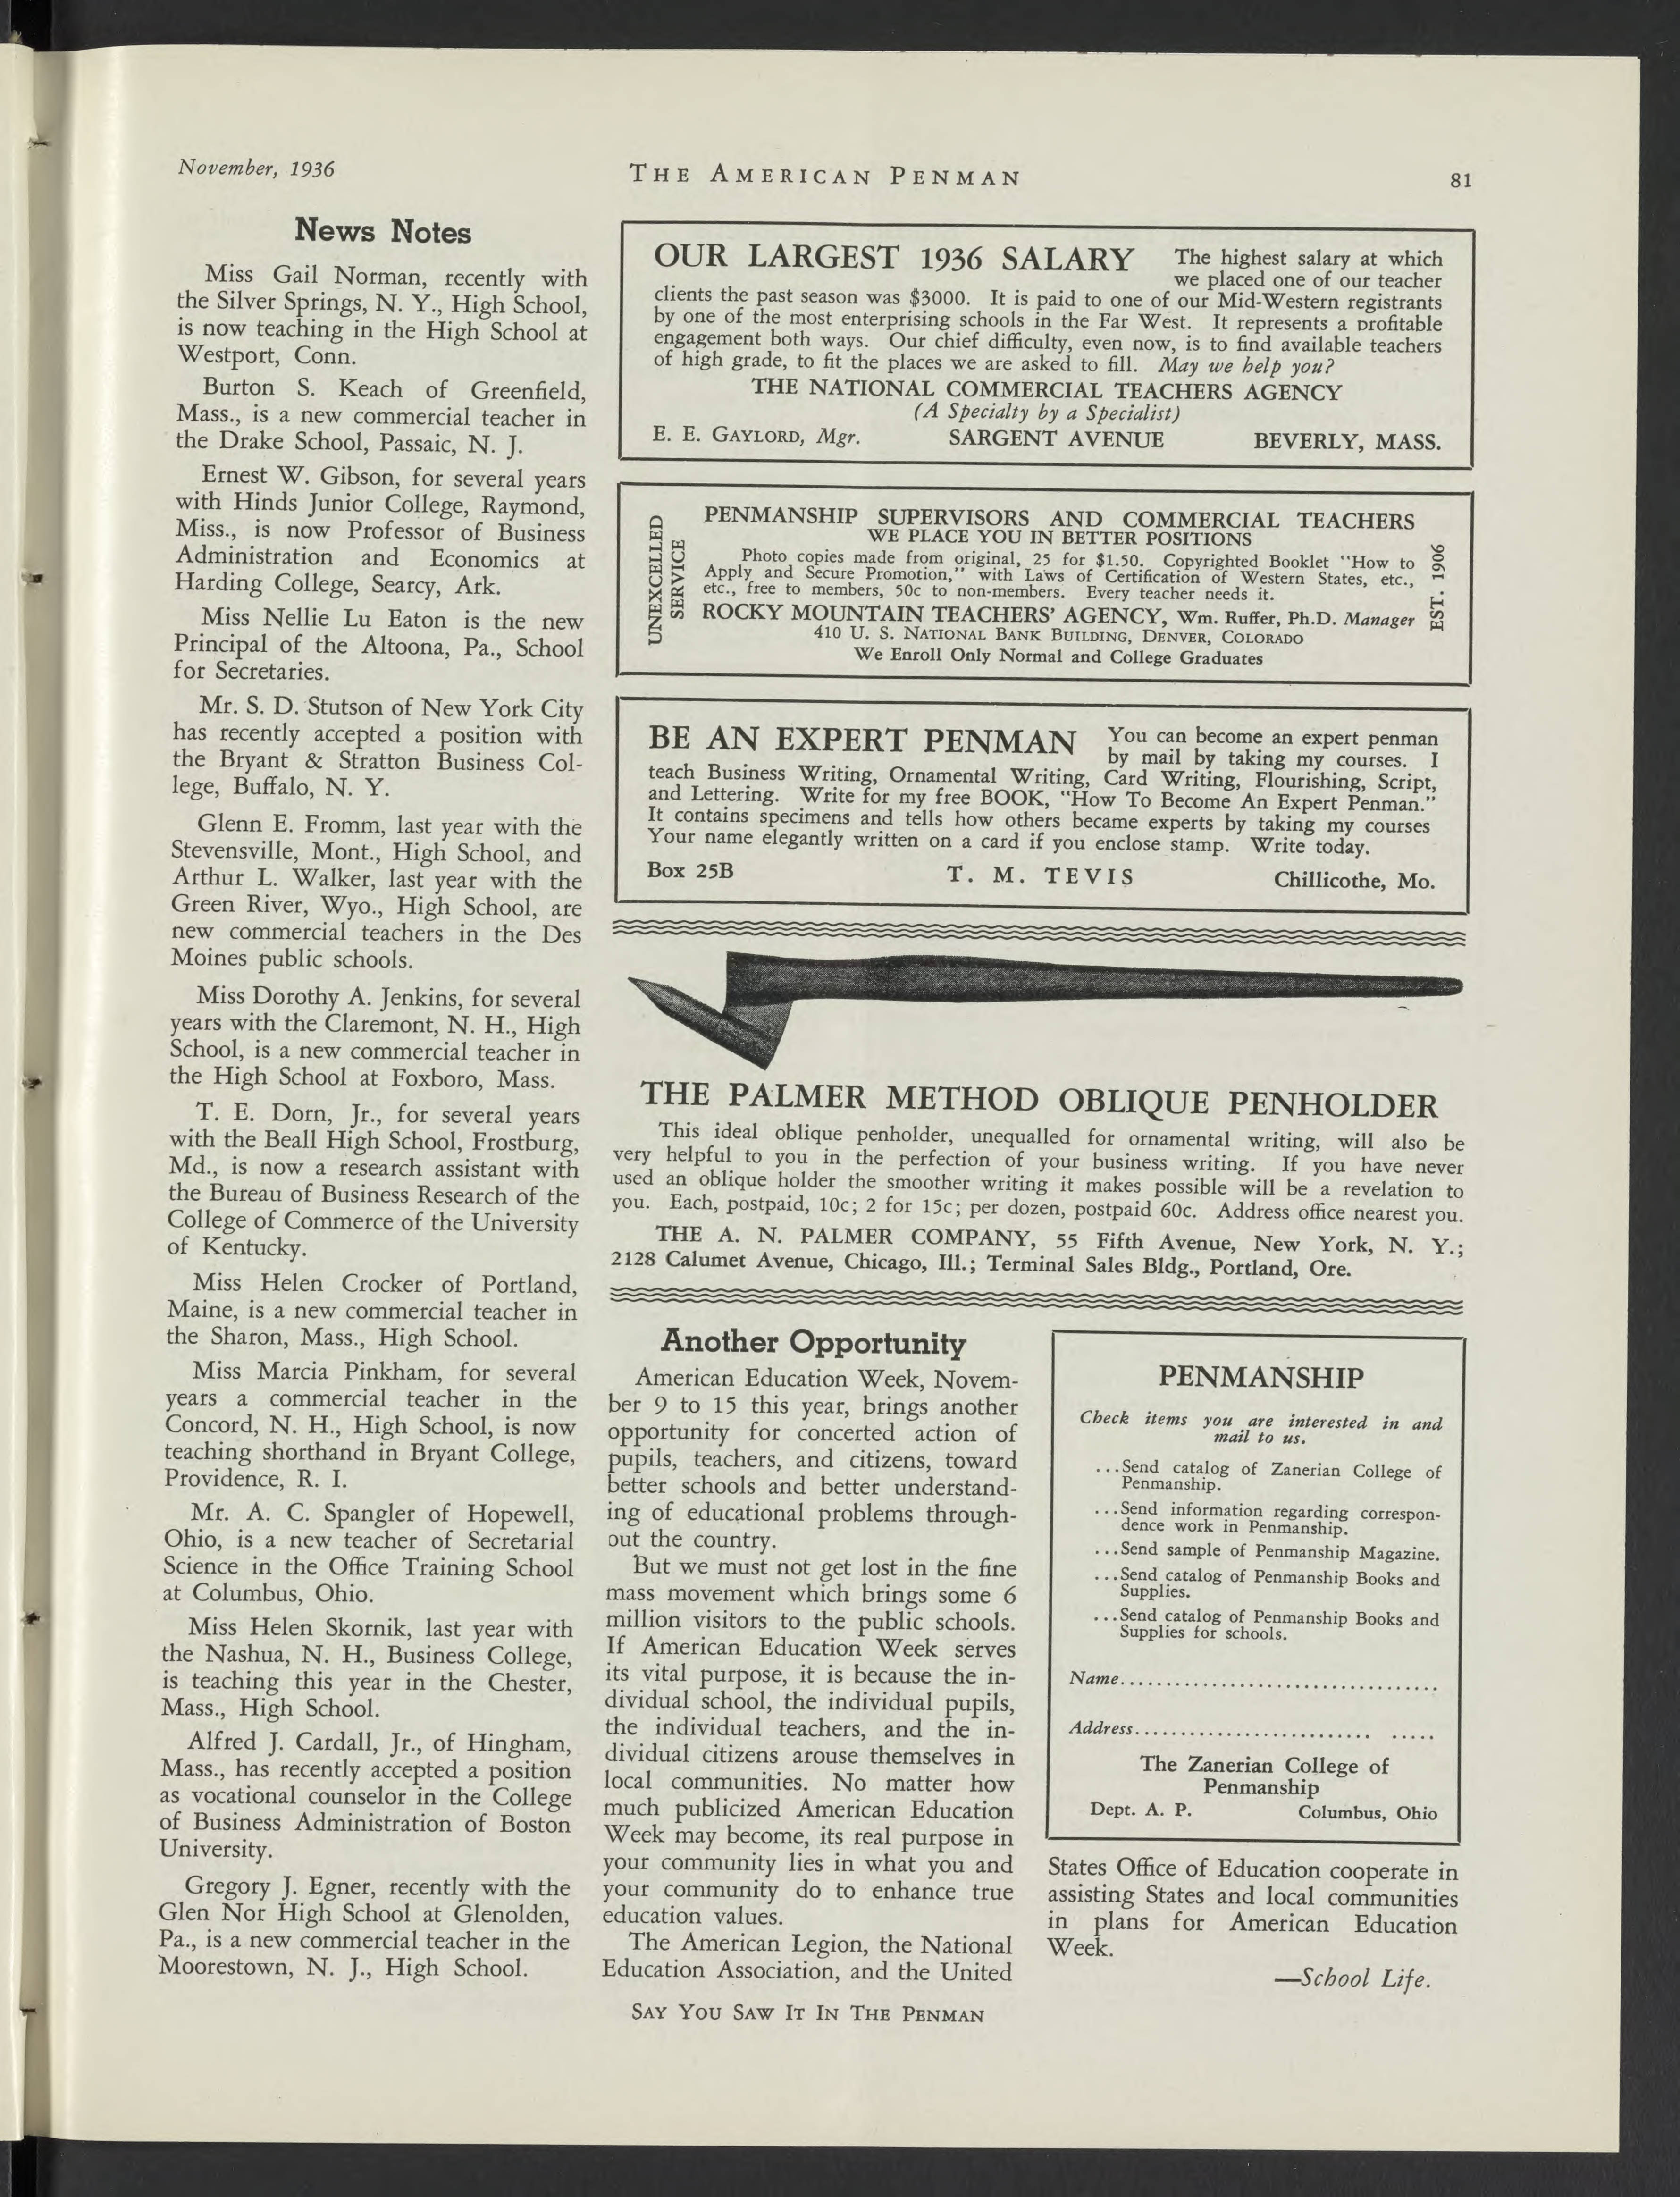 November, 1936
THE AMERICAN PENMAN
81
News Notes
Miss Gail Norman, recently with
the Silver Springs, N. Y., High School,
is now teaching in the High School at
Westport, Conn.
Burton S. Keach of Greenfield,
Mass., is a new commercial teacher in
the Drake School, Passaic, N. J.
Ernest W. Gibson, for several years
with Hinds Junior College, Raymond,
Miss., is now Professor of Business
Administration and Economics at
Harding College, Searcy, Ark.
Miss Nellie Lu Eaton is the new
Principal of the Altoona, Pa., School
for Secretaries.
Mr. S. D. Stutson of New York City
has recently accepted a position with
the Bryant & Stratton Business Col-
lege, Buffalo, N. Y.
Glenn E. Fromm, last year with the
Stevensville, Mont., High School, and
Arthur L. Walker, last year with the
Green River, Wyo., High School, are
new commercial teachers in the Des
Moines public schools.
Miss Dorothy A. Jenkins, for several
years with the Claremont, N. H., High
School, is a new commercial teacher in
the High School at Foxboro, Mass.
T. E. Dorn, Jr., for several years
with the Beall High School, Frostburg,
Md., is now a research assistant with
the Bureau of Business Research of the
College of Commerce of the University
of Kentucky.
Miss Helen Crocker of Portland,
Maine, is a new commercial teacher in
the Sharon, Mass., High School.
Miss Marcia Pinkham, for several
years a commercial teacher in the
Concord, N. H., High School, is now
teaching shorthand in Bryant College,
Providence, R. I.
Mr. A. C. Spangler of Hopewell,
Ohio, is a new teacher of Secretarial
Science in the Office Training School
at Columbus, Ohio.
Miss Helen Skornik, last year with
the Nashua, N. H., Business College,
is teaching this year in the Chester,
Mass., High School.
Alfred J. Cardall, Jr., of Hingham,
Mass., has recently accepted a position
as vocational counselor in the College
of Business Administration of Boston
University.
Gregory J. Egner, recently with the
Glen Nor High School at Glenolden,
Pa., is a new commercial teacher in the
Moorestown, N. J., High School.
OUR LARGEST 1936 SALARY The highest salary at which
we placed one of our teacher
clients the past season was $3000. It is paid to one of our Mid-Western registrants
by one of the most enterprising schools in the Far West. It represents a profitable
engagement both ways. Our chief difficulty, even now, is to find available teachers
of high grade, to fit the places we are asked to fill. May we help you?
THE NATIONAL COMMERCIAL TEACHERS AGENCY
(A Specialty by a Specialist)
E. E. GAYLORD, Mgr. SARGENT AVENUE BEVERLY, MASS.
UNEXCELLED
SERVICE
PENMANSHIP SUPERVISORS AND COMMERCIAL TEACHERS
WE PLACE YOU IN BETTER POSITIONS
Photo copies made from original, 25 for $1.50. Copyrighted Booklet "How to
Apply and Secure Promotion," with Laws of Certification of Western States, etc.,
etc., free to members, 50c to non-members. Every teacher needs it.
ROCKY MOUNTAIN TEACHERS' AGENCY, Wm. Ruffer, Ph.D. Manager
410 U. S. NATIONAL BANK BUILDING, DENVER, COLORADO
We Enroll Only Normal and College Graduates
EST. 1906
BE AN EXPERT PENMAN You can become an expert penman
by mail by taking my courses. I
teach Business Writing, Ornamental Writing, Card Writing, Flourishing, Script,
and Lettering. Write for my free BOOK, "How To Become An Expert Penman."
It contains specimens and tells how others became experts by taking my courses
Your name elegantly written on a card if you enclose stamp. Write today.
Box 25B T. M. TEVIS Chillicothe, Mo.
THE PALMER METHOD OBLIQUE PENHOLDER
This ideal oblique penholder, unequalled for ornamental writing, will also be
very helpful to you in the perfection of your business writing. If you have never
used an oblique holder the smoother writing it makes possible will be a revelation to
you. Each, postpaid, 10c; 2 for 15c; per dozen, postpaid 60c. Address office nearest you.
THE A. N. PALMER COMPANY, 55 Fifth Avenue, New York, N. Y.;
2128 Calumet Avenue, Chicago, Ill.; Terminal Sales Bldg., Portland, Ore.
Another Opportunity
American Education Week, Novem-
ber 9 to 15 this year, brings another
opportunity for concerted action of
pupils, teachers, and citizens, toward
better schools and better understand-
ing of educational problems through-
out the country.
But we must not get lost in the fine
mass movement which brings some 6
million visitors to the public schools.
If American Education Week serves
its vital purpose, it is because the in-
dividual school, the individual pupils,
the individual teachers, and the in-
dividual citizens arouse themselves in
local communities. No matter how
much publicized American Education
Week may become, its real purpose in
your community lies in what you and
your community do to enhance true
education values.
The American Legion, the National
Education Association, and the United
PENMANSHIP
Check items you are interested in and
mail to us.
...Send catalog of Zanerian College of
Penmanship.
...Send information regarding correspon-
dence work in Penmanship.
...Send sample of Penmanship Magazine.
...Send catalog of Penmanship Books and
Supplies.
...Send catalog of Penmanship Books and
Supplies for schools.
Name...................................
Address.......................... .....
The Zanerian College of
Penmanship
Dept. A. P. Columbus, Ohio
States Office of Education cooperate in
assisting States and local communities
in plans for American Education
Week.
—School Life.
SAY YOU SAW IT IN THE PENMAN